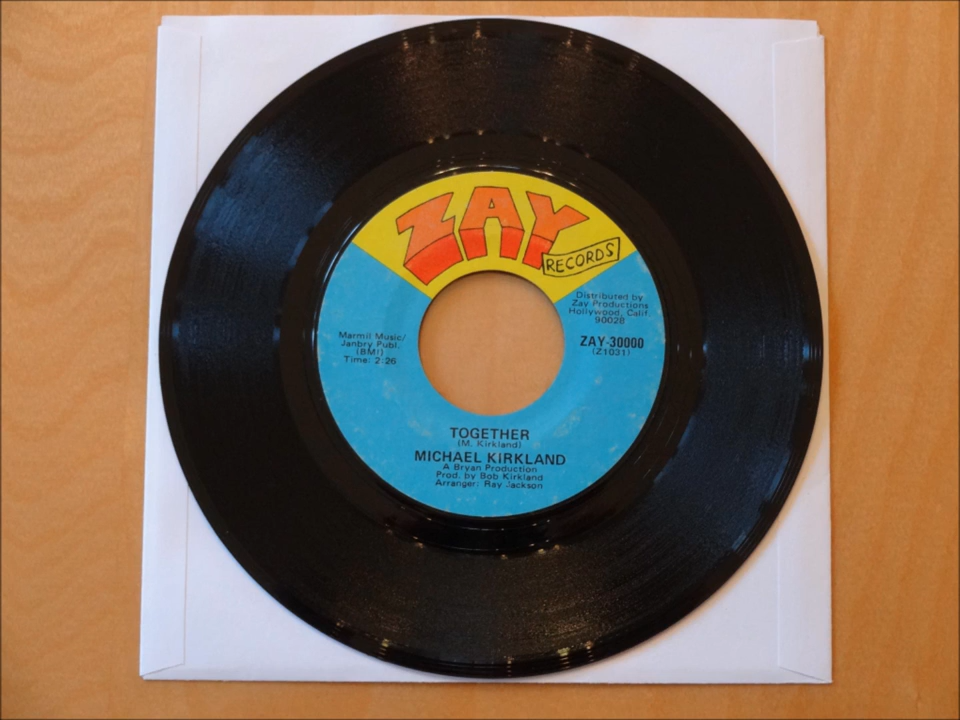 ZAY
RECORDS
Distributed by
Zay Productions
Hollywood, Calif.
90028
ZAY-30000
(Z1031)
Marmil Music/
Janbry Publ.
(BMI)
Time: 2:26
TOGETHER
(M. Kirkland)
MICHAEL KIRKLAND
A Bryan Production
Prod. by Bob Kirkland
Arranger: Ray Jackson